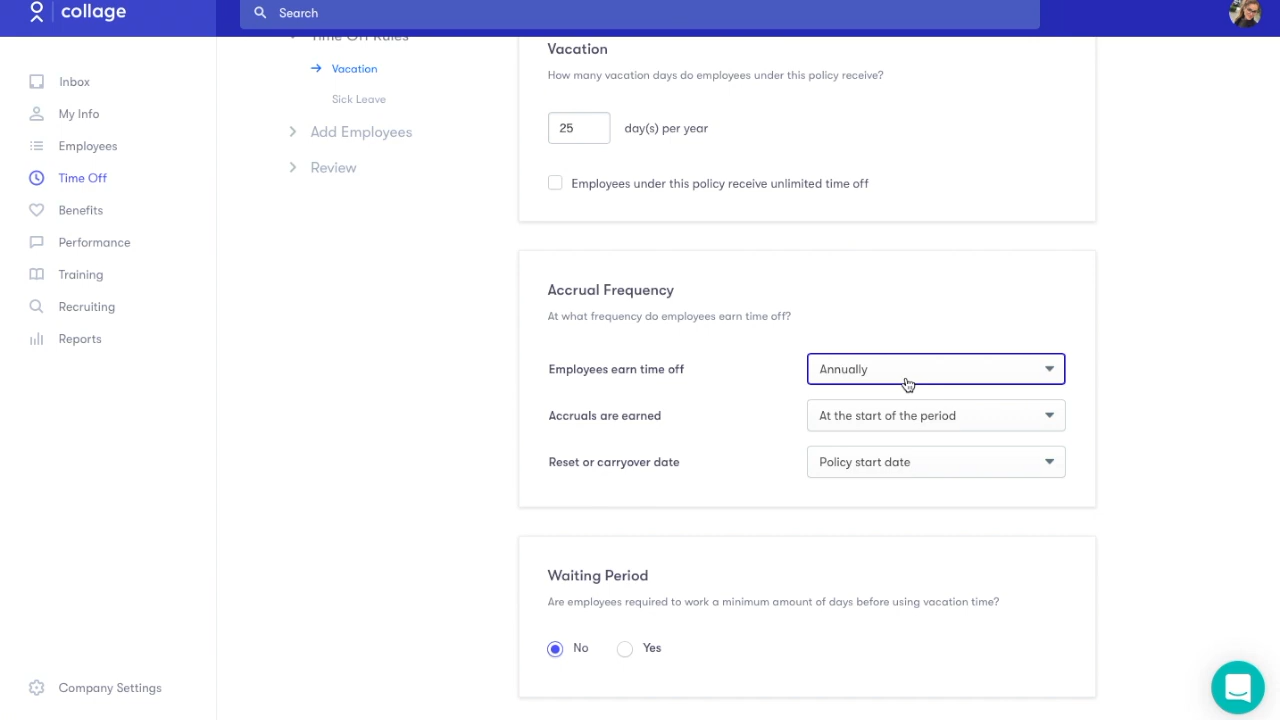 collage
Search
Inbox
My Info
Employees
Time Off
Benefits
Performance
Training
Recruiting
Reports
Company Settings
Time Off Rules
Vacation
Sick Leave
Add Employees
Review
Vacation
How many vacation days do employees under this policy receive?
25 day(s) per year
Employees under this policy receive unlimited time off
Accrual Frequency
At what frequency do employees earn time off?
Employees earn time off Annually
Accruals are earned At the start of the period
Reset or carryover date Policy start date
Waiting Period
Are employees required to work a minimum amount of days before using vacation time?
No Yes